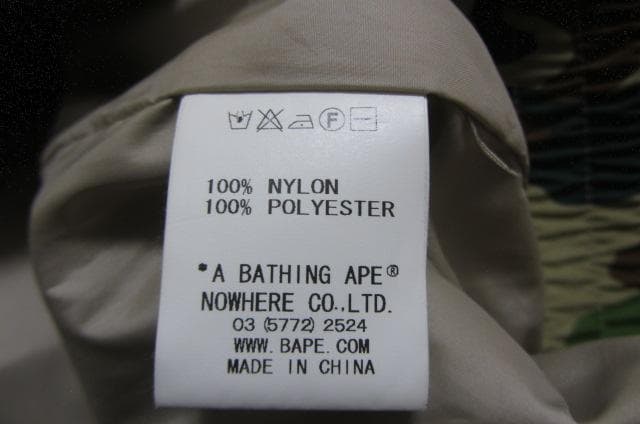 F
100% NYLON
100% POLYESTER
*A BATHING APE®
NOWHERE CO.,LTD.
03 (5772) 2524
WWW.BAPE.COM
MADE IN CHINA